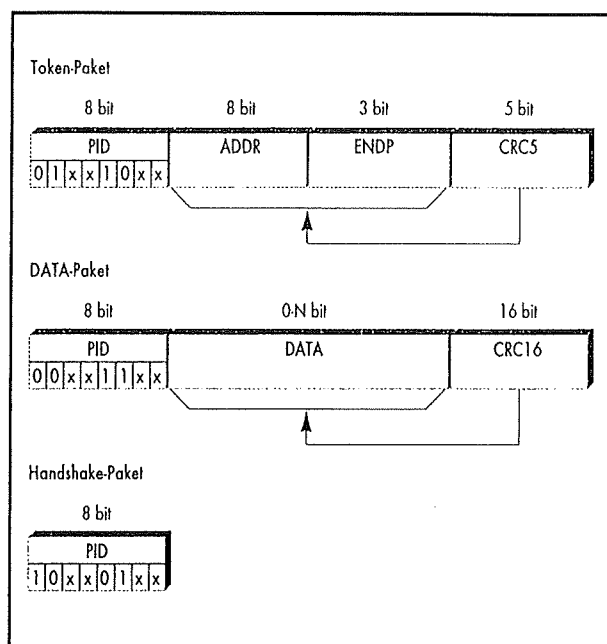 Token-Paket
8 bit 8 bit 3 bit 5 bit
PID ADDR ENDP CRC5
0 1 x x 1 0 x x
DATA-Paket
8 bit 0-N bit 16 bit
PID DATA CRC16
0 0 x x 1 1 x x
Handshake-Paket
8 bit
PID
1 0 x x 0 1 x x